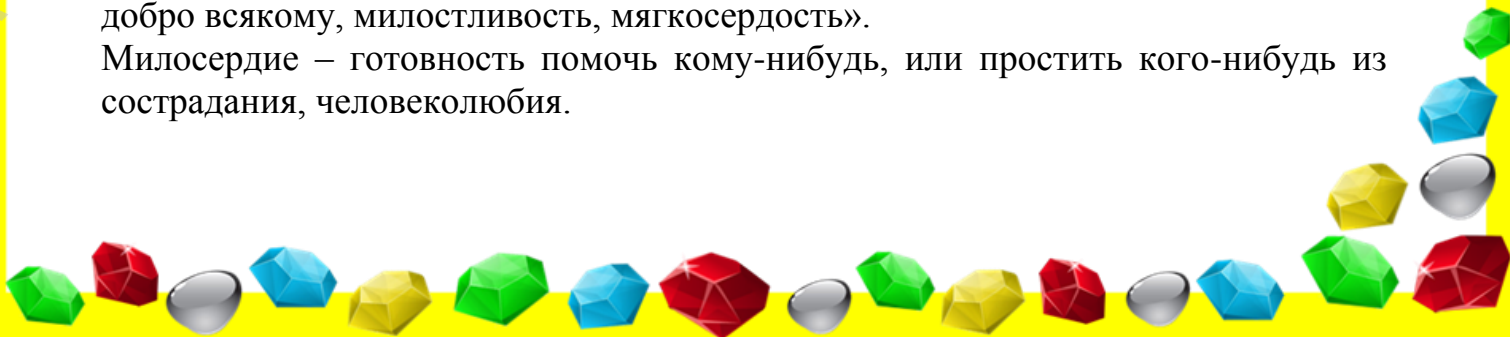 добро всякому, милостливость, мягкосердость».
Милосердие – готовность помочь кому-нибудь, или простить кого-нибудь из
сострадания, человеколюбия.